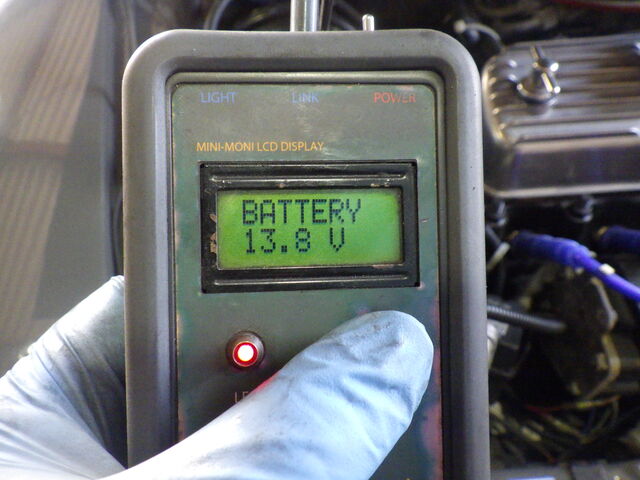 LIGHT LINK POWER
MINI-MONI LCD DISPLAY
BATTERY
13.8 V